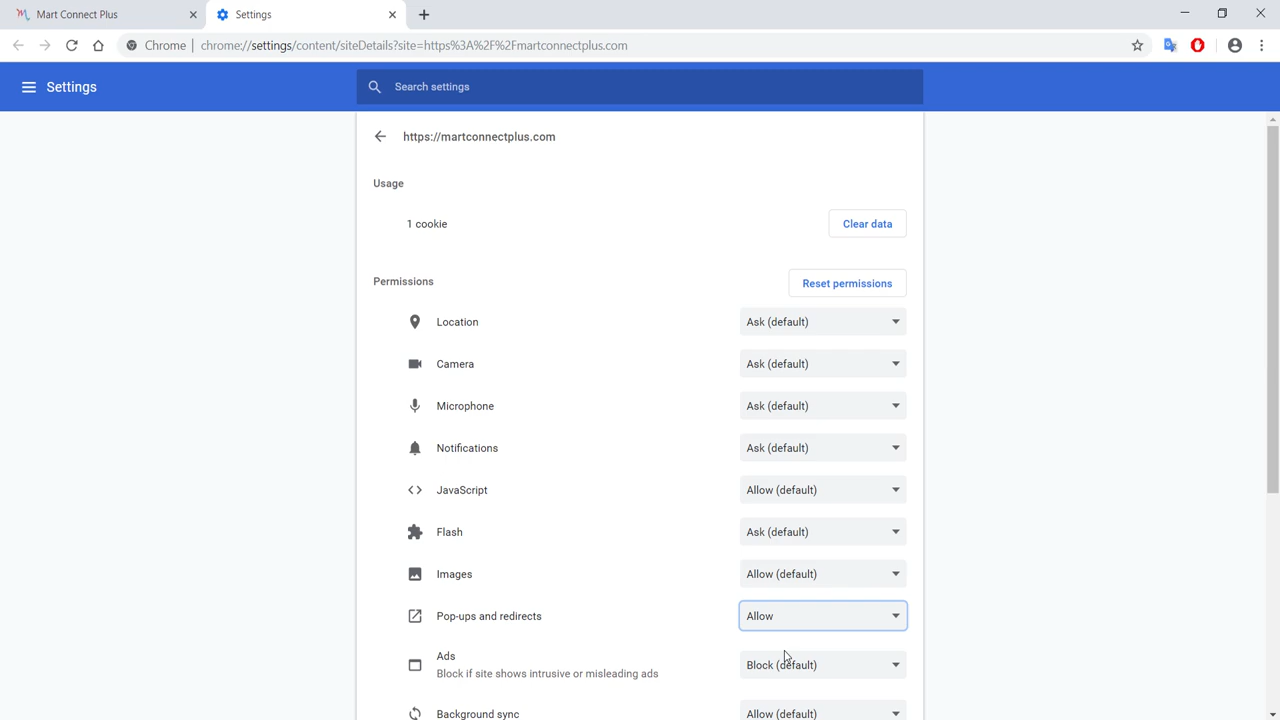 Mart Connect Plus
Settings
Chrome | chrome://settings/content/siteDetails?site=https%3A%2F%2Fmartconnectplus.com
Settings
Search settings
https://martconnectplus.com
Usage
1 cookie
Clear data
Permissions
Reset permissions
Location
Ask (default)
Camera
Ask (default)
Microphone
Ask (default)
Notifications
Ask (default)
JavaScript
Allow (default)
Flash
Ask (default)
Images
Allow (default)
Pop-ups and redirects
Allow
Ads
Block if site shows intrusive or misleading ads
Block (default)
Background sync
Allow (default)